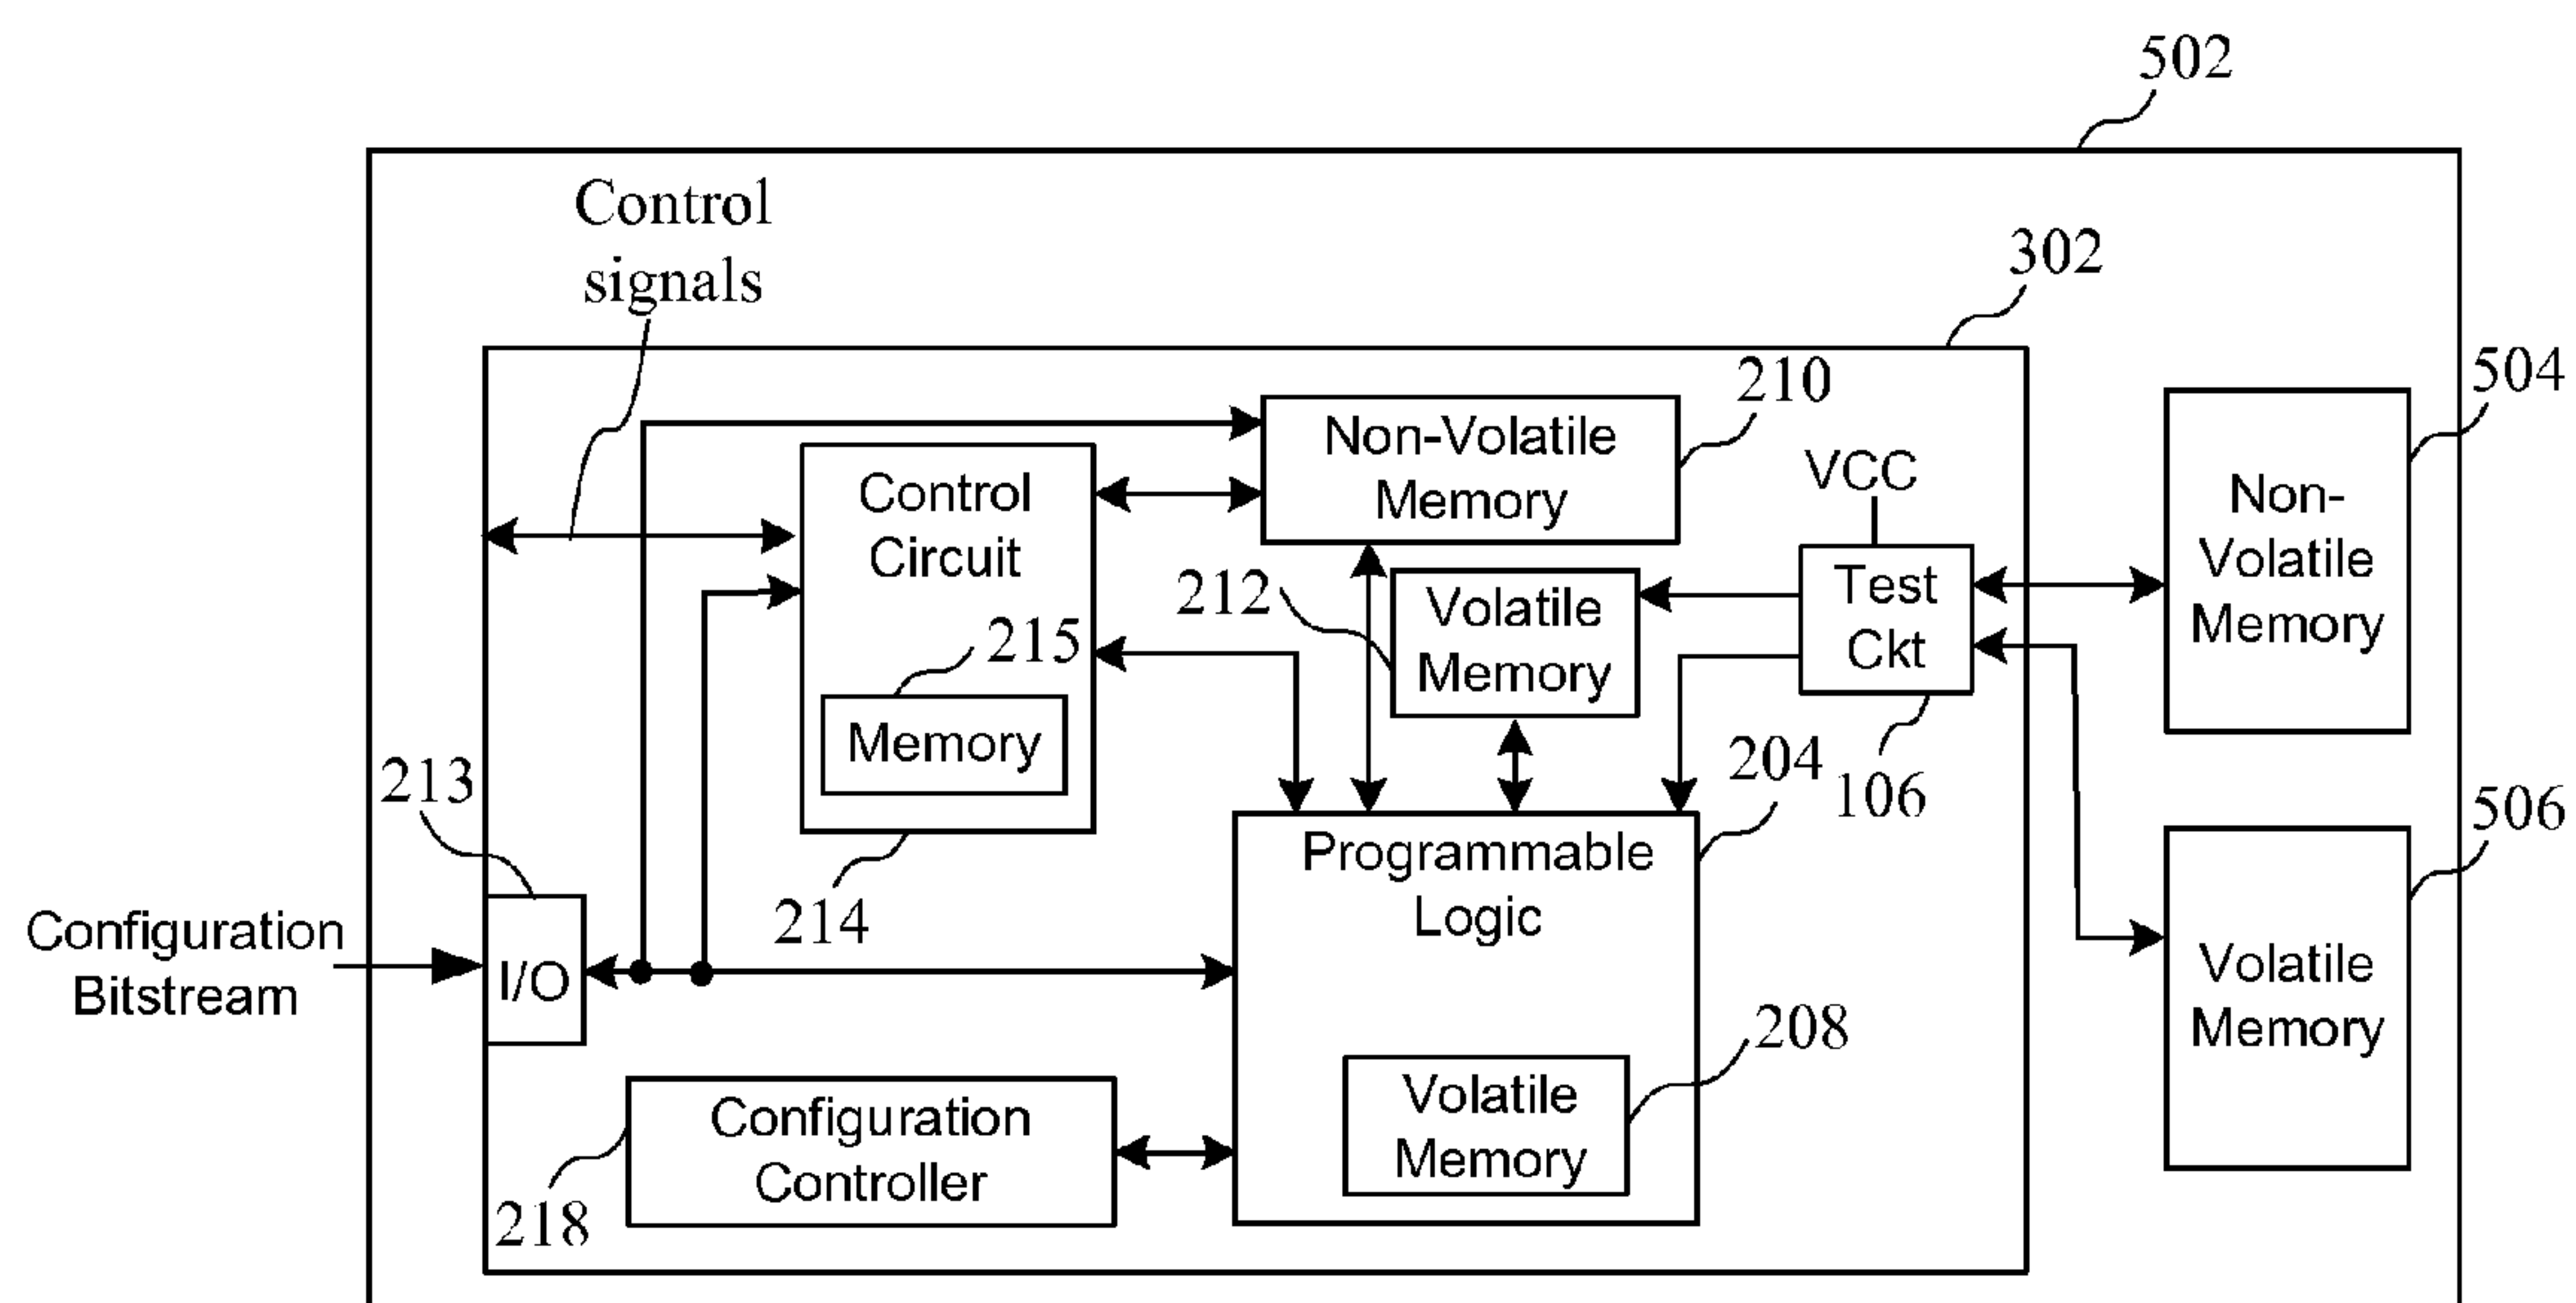 502
Control
signals
302
210
504
Non-Volatile
Memory
VCC
Control
Circuit
Non-
Volatile
Memory
212
Volatile
Memory
Test
Ckt
215
Memory
213
204
106
506
Programmable
Logic
214
Configuration
Bitstream
I/O
Volatile
Memory
208
Volatile
Memory
Configuration
Controller
218